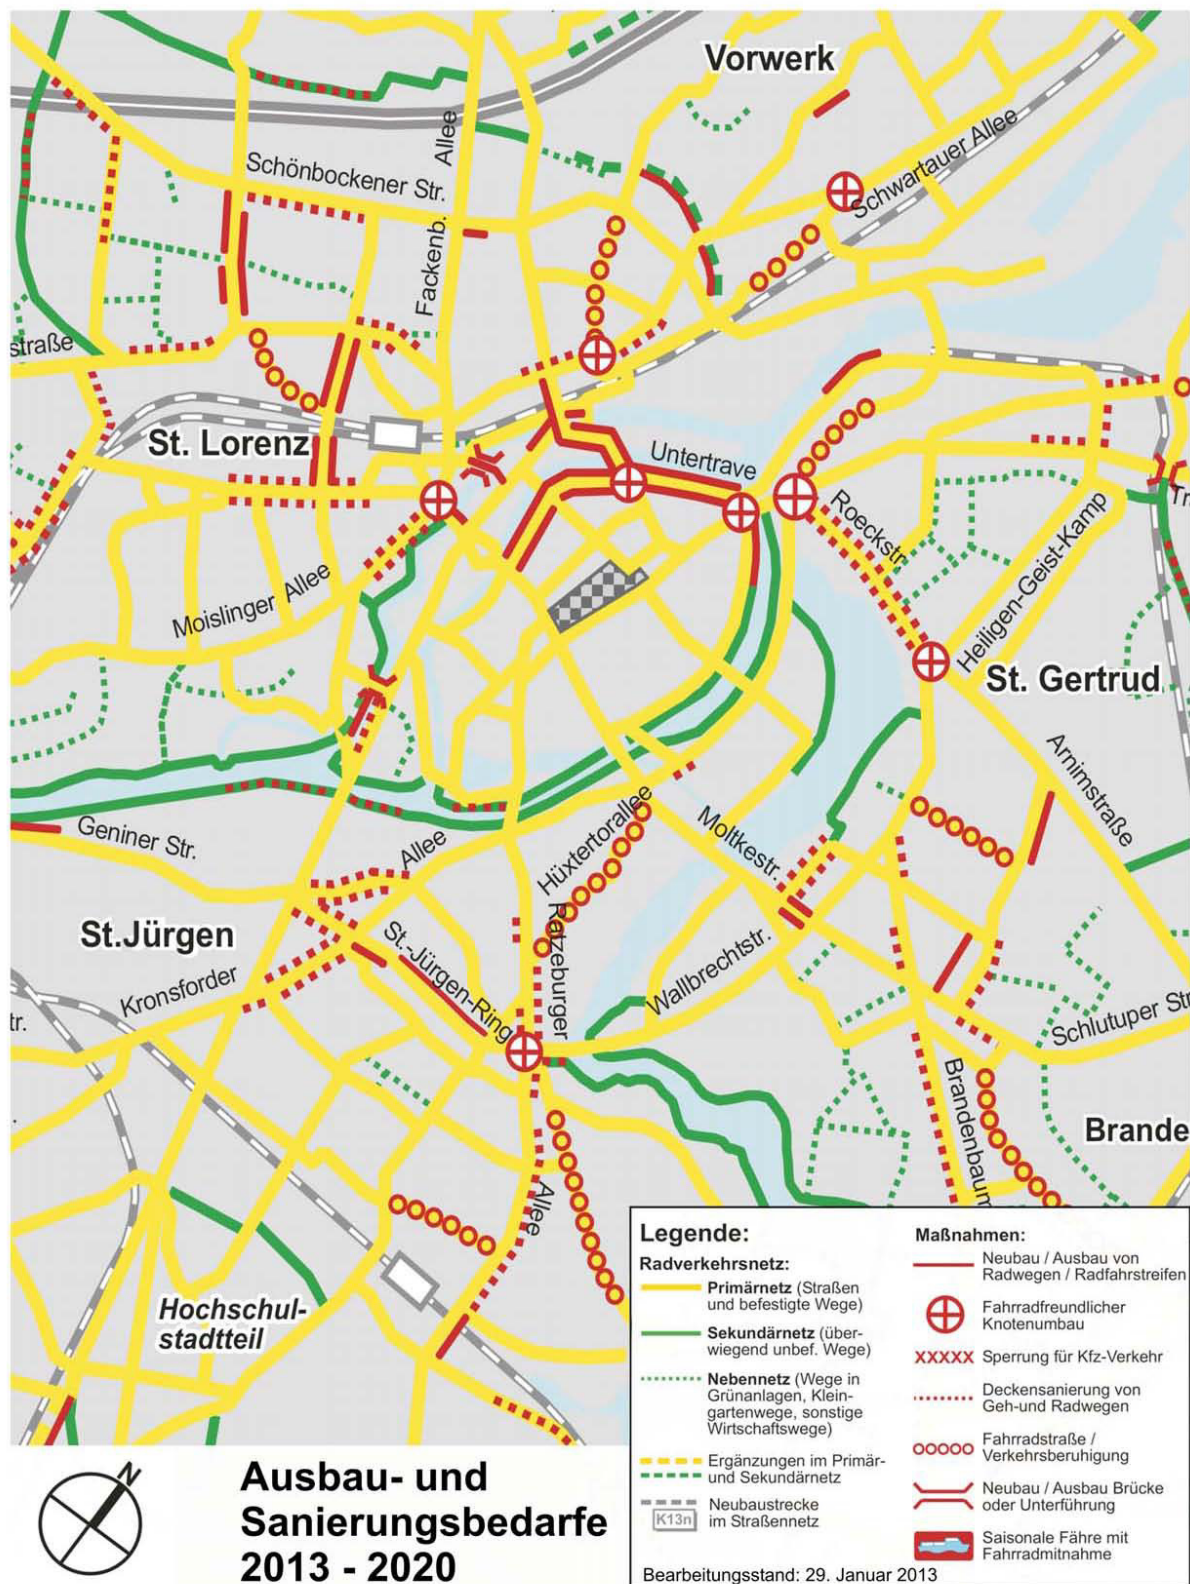 Vorwerk
Schwartauer Allee
Fackenb. Allee
Schönbockener Str.
straße
St. Lorenz
Untertrave
Roeckstr.
Heiligen-Geist-Kamp
Moislinger Allee
St. Gertrud
Arnimstraße
Geniner Str.
Allee
Hüxtertorallee
Moltkestr.
St.Jürgen
St.-Jürgen-Ring
Ratzeburger
Wallbrechtstr.
Kronsforder
tr.
Schlutuper Str
Brandenbaum
Brande
Allee
Hochschul-
stadtteil
N
Ausbau- und
Sanierungsbedarfe
2013 - 2020
Legende:
Radverkehrsnetz:
Primärnetz (Straßen
und befestigte Wege)
Sekundärnetz (über-
wiegend unbef. Wege)
Nebennetz (Wege in
Grünanlagen, Klein-
gartenwege, sonstige
Wirtschaftswege)
Ergänzungen im Primär-
und Sekundärnetz
Neubaustrecke
im Straßennetz
K13n
Maßnahmen:
Neubau / Ausbau von
Radwegen / Radfahrstreifen
Fahrradfreundlicher
Knotenumbau
XXXXX Sperrung für Kfz-Verkehr
Deckensanierung von
Geh-und Radwegen
Fahrradstraße /
Verkehrsberuhigung
Neubau / Ausbau Brücke
oder Unterführung
Saisonale Fähre mit
Fahrradmitnahme
Bearbeitungsstand: 29. Januar 2013